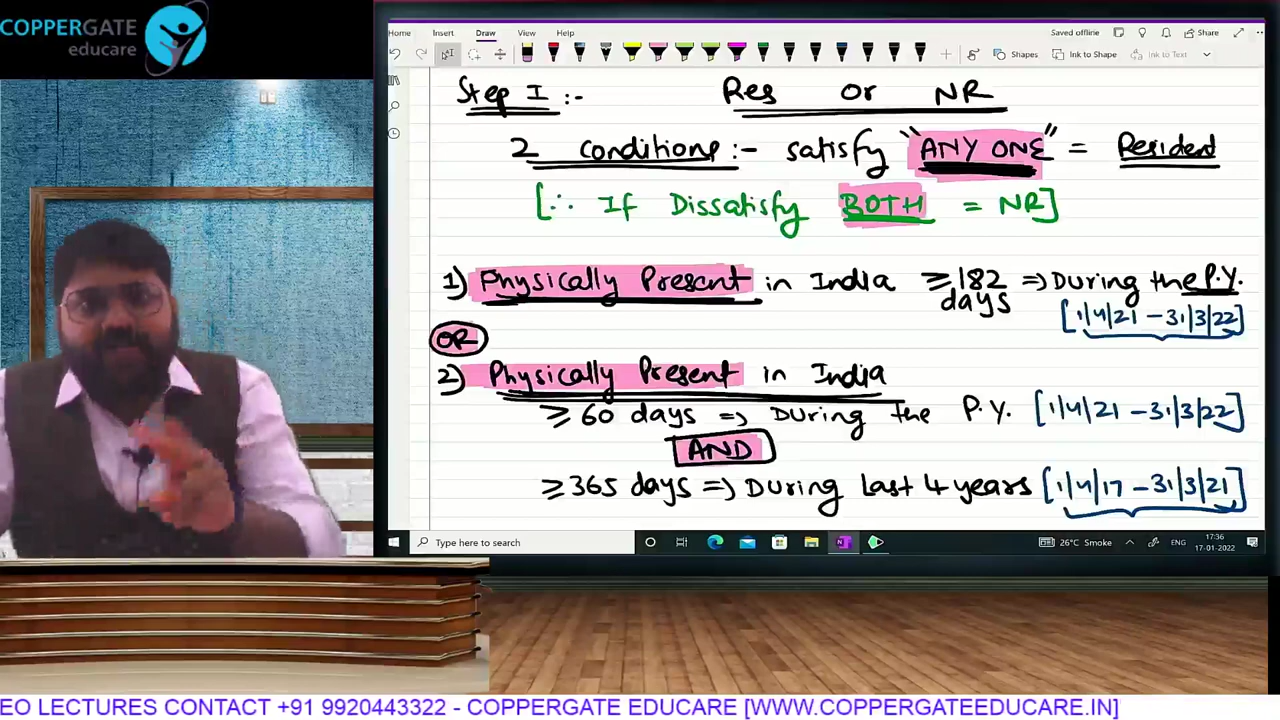 COPPERGATE
educare
Home Insert Draw View Help
Saved offline Share
Shapes Ink to Shape Ink to Text
Step I :- Res Or NR
2 conditions :- satisfy "ANY ONE" = Resident
[∴ If Dissatisfy BOTH = NR]
1) Physically Present in India ≥ 182 days => During the P.Y.
[1/4/21 - 31/3/22]
OR
2) Physically Present in India
≥ 60 days => During the P.Y. [1/4/21 - 31/3/22]
AND
≥ 365 days => During last 4 years [1/4/17 - 31/3/21]
Type here to search
26°C Smoke ENG 17:36
17-01-2022
EO LECTURES CONTACT +91 9920443322 - COPPERGATE EDUCARE [WWW.COPPERGATEEDUCARE.IN]